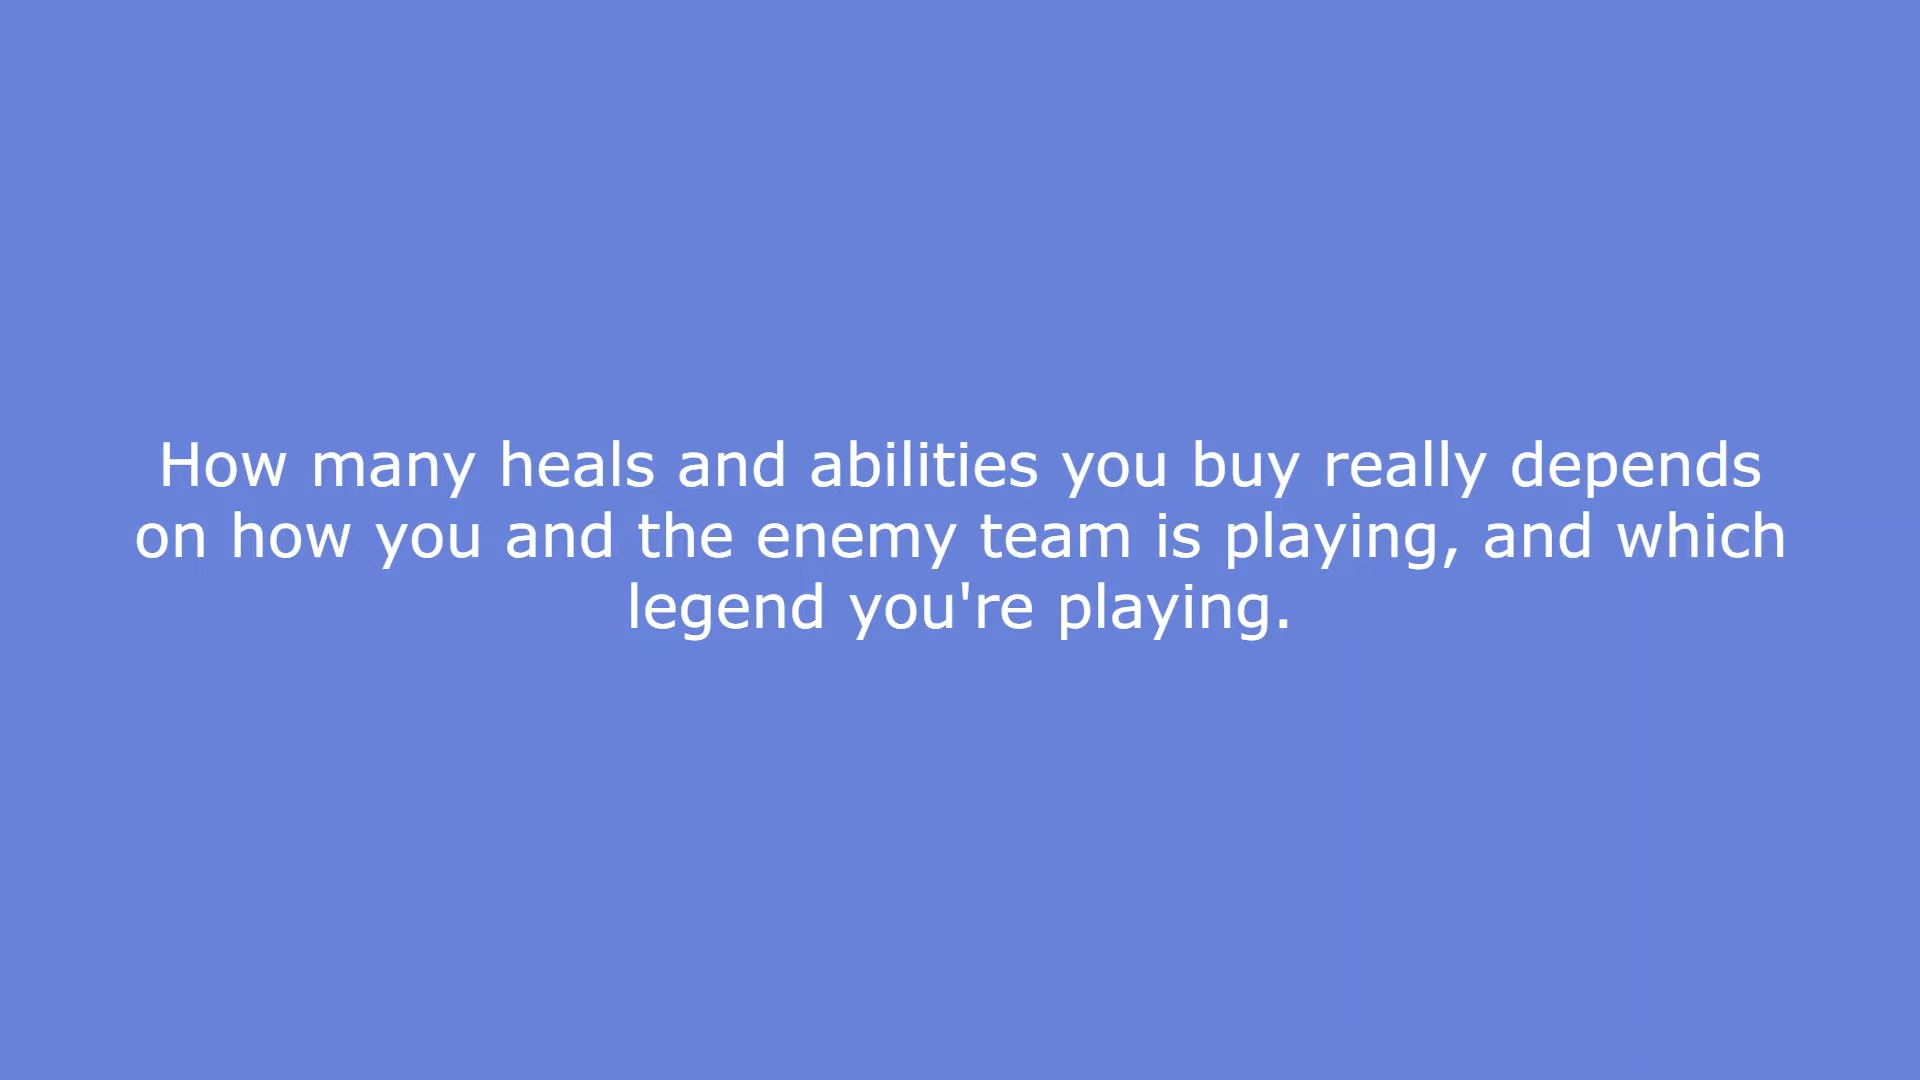 How many heals and abilities you buy really depends
on how you and the enemy team is playing, and which
legend you're playing.